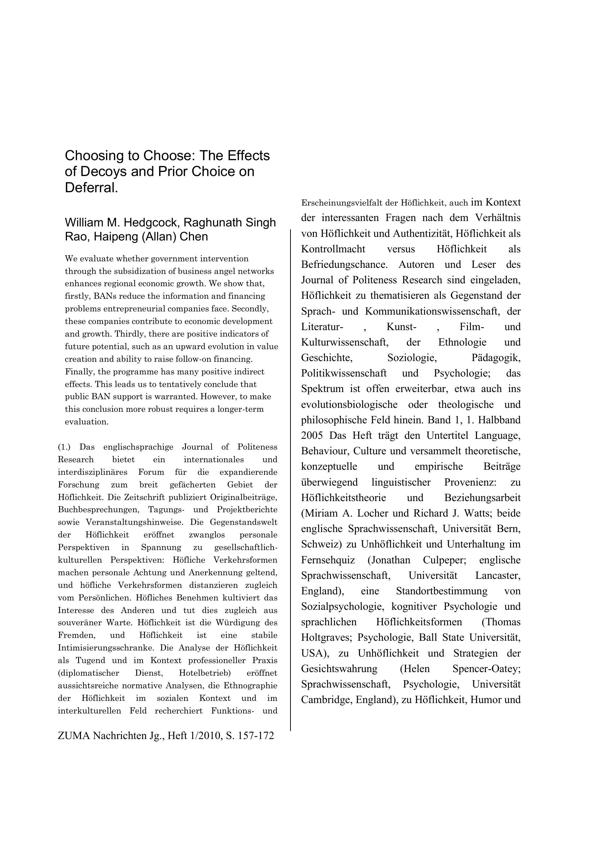 Choosing to Choose: The Effects
of Decoys and Prior Choice on
Deferral.
William M. Hedgcock, Raghunath Singh
Rao, Haipeng (Allan) Chen
We evaluate whether government intervention
through the subsidization of business angel networks
enhances regional economic growth. We show that,
firstly, BANs reduce the information and financing
problems entrepreneurial companies face. Secondly,
these companies contribute to economic development
and growth. Thirdly, there are positive indicators of
future potential, such as an upward evolution in value
creation and ability to raise follow-on financing.
Finally, the programme has many positive indirect
effects. This leads us to tentatively conclude that
public BAN support is warranted. However, to make
this conclusion more robust requires a longer-term
evaluation.
(1.) Das englischsprachige Journal of Politeness
Research bietet ein internationales und
interdisziplinäres Forum für die expandierende
Forschung zum breit gefächerten Gebiet der
Höflichkeit. Die Zeitschrift publiziert Originalbeiträge,
Buchbesprechungen, Tagungs- und Projektberichte
sowie Veranstaltungshinweise. Die Gegenstandswelt
der Höflichkeit eröffnet zwanglos personale
Perspektiven in Spannung zu gesellschaftlich-
kulturellen Perspektiven: Höfliche Verkehrsformen
machen personale Achtung und Anerkennung geltend,
und höfliche Verkehrsformen distanzieren zugleich
vom Persönlichen. Höfliches Benehmen kultiviert das
Interesse des Anderen und tut dies zugleich aus
souveräner Warte. Höflichkeit ist die Würdigung des
Fremden, und Höflichkeit ist eine stabile
Intimisierungsschranke. Die Analyse der Höflichkeit
als Tugend und im Kontext professioneller Praxis
(diplomatischer Dienst, Hotelbetrieb) eröffnet
aussichtsreiche normative Analysen, die Ethnographie
der Höflichkeit im sozialen Kontext und im
interkulturellen Feld recherchiert Funktions- und
ZUMA Nachrichten Jg., Heft 1/2010, S. 157-172
Erscheinungsvielfalt der Höflichkeit, auch im Kontext
der interessanten Fragen nach dem Verhältnis
von Höflichkeit und Authentizität, Höflichkeit als
Kontrollmacht versus Höflichkeit als
Befriedungschance. Autoren und Leser des
Journal of Politeness Research sind eingeladen,
Höflichkeit zu thematisieren als Gegenstand der
Sprach- und Kommunikationswissenschaft, der
Literatur- , Kunst- , Film- und
Kulturwissenschaft, der Ethnologie und
Geschichte, Soziologie, Pädagogik,
Politikwissenschaft und Psychologie; das
Spektrum ist offen erweiterbar, etwa auch ins
evolutionsbiologische oder theologische und
philosophische Feld hinein. Band 1, 1. Halbband
2005 Das Heft trägt den Untertitel Language,
Behaviour, Culture und versammelt theoretische,
konzeptuelle und empirische Beiträge
überwiegend linguistischer Provenienz: zu
Höflichkeitstheorie und Beziehungsarbeit
(Miriam A. Locher und Richard J. Watts; beide
englische Sprachwissenschaft, Universität Bern,
Schweiz) zu Unhöflichkeit und Unterhaltung im
Fernsehquiz (Jonathan Culpeper; englische
Sprachwissenschaft, Universität Lancaster,
England), eine Standortbestimmung von
Sozialpsychologie, kognitiver Psychologie und
sprachlichen Höflichkeitsformen (Thomas
Holtgraves; Psychologie, Ball State Universität,
USA), zu Unhöflichkeit und Strategien der
Gesichtswahrung (Helen Spencer-Oatey;
Sprachwissenschaft, Psychologie, Universität
Cambridge, England), zu Höflichkeit, Humor und